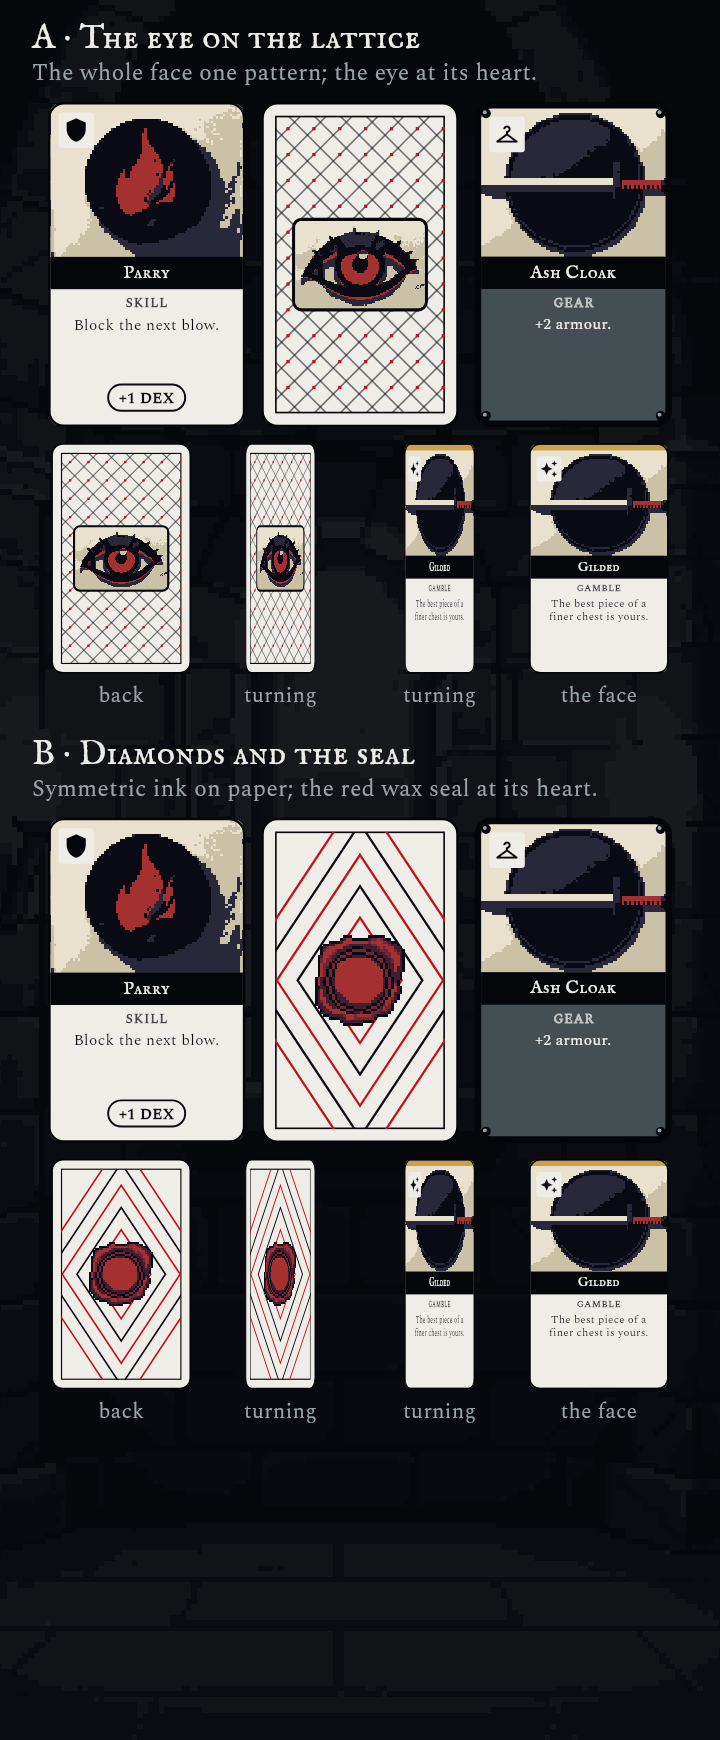 A · The eye on the lattice
The whole face one pattern; the eye at its heart.
Parry
SKILL
Block the next blow.
+1 DEX
Ash Cloak
GEAR
+2 armour.
Gilded
GAMBLE
The best piece of a
finer chest is yours.
Gilded
GAMBLE
The best piece of a
finer chest is yours.
back
turning
turning
the face
B · Diamonds and the seal
Symmetric ink on paper; the red wax seal at its heart.
Parry
SKILL
Block the next blow.
+1 DEX
Ash Cloak
GEAR
+2 armour.
Gilded
GAMBLE
The best piece of a
finer chest is yours.
Gilded
GAMBLE
The best piece of a
finer chest is yours.
back
turning
turning
the face